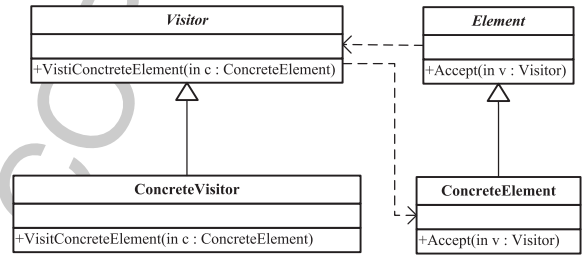 Visitor
+VistiConctreteElement(in c : ConcreteElement)
Element
+Accept(in v : Visitor)
ConcreteVisitor
+VisitConcreteElement(in c : ConcreteElement)
ConcreteElement
+Accept(in v : Visitor)